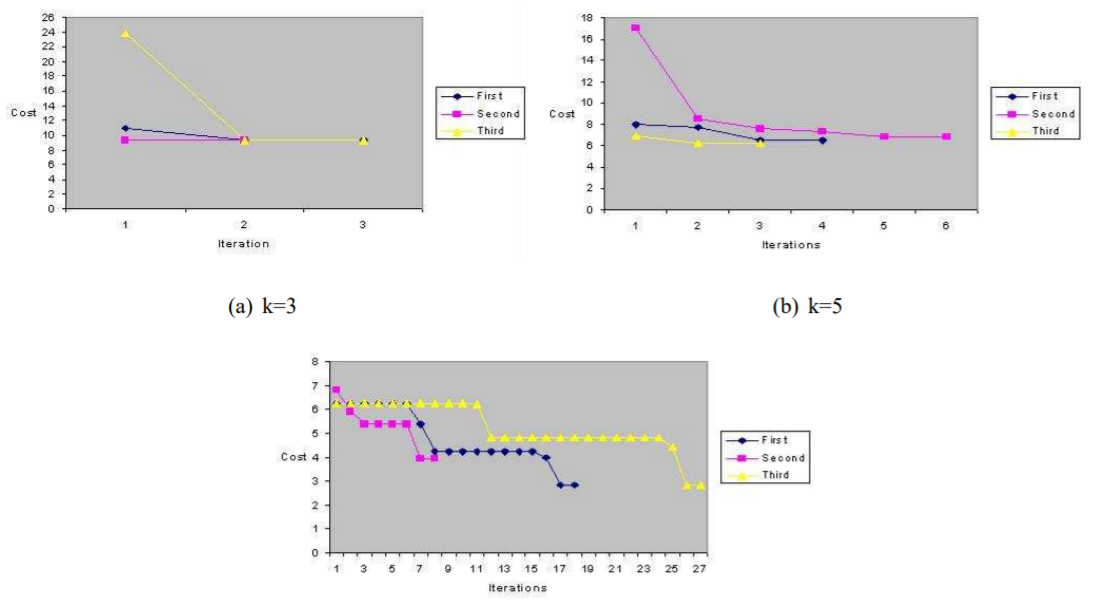 26
24
22
20
18
16
14
12
10
8
6
4
2
0
Cost
1 2 3
Iteration
First
Second
Third
18
16
14
12
10
8
6
4
2
0
Cost
1 2 3 4 5 6
Iterations
First
Second
Third
(a) k=3
(b) k=5
8
7
6
5
4
3
2
1
0
Cost
1 3 5 7 9 11 13 15 17 19 21 23 25 27
Iterations
First
Second
Third